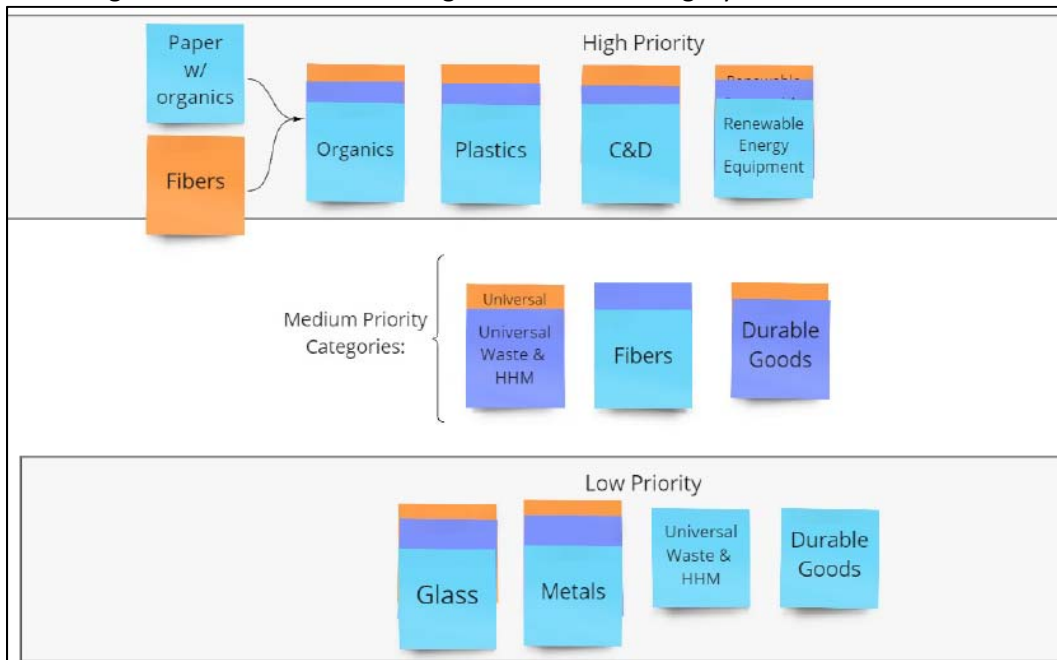 High Priority
Paper
w/
organics
Fibers
Organics
Plastics
C&D
Renewable
Renewable
Energy
Equipment
Medium Priority
Categories:
Universal
Universal
Waste &
HHM
Fibers
Durable
Goods
Low Priority
Glass
Metals
Universal
Waste &
HHM
Durable
Goods